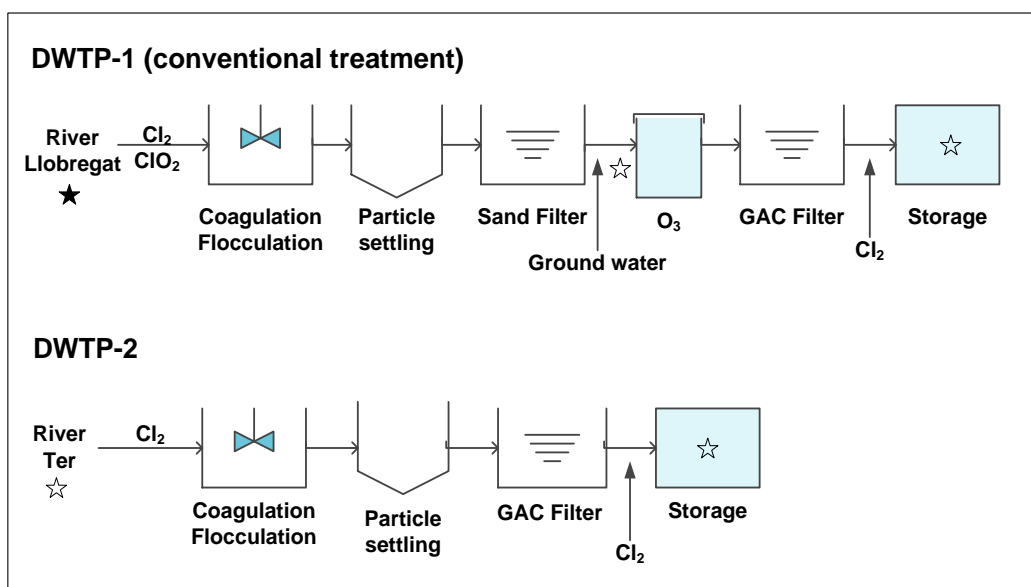 DWTP-1 (conventional treatment)
River
Llobregat
Cl₂
ClO₂
Coagulation
Flocculation
Particle
settling
Sand Filter
Ground water
O₃
GAC Filter
Cl₂
Storage
DWTP-2
River
Ter
Cl₂
Coagulation
Flocculation
Particle
settling
GAC Filter
Cl₂
Storage